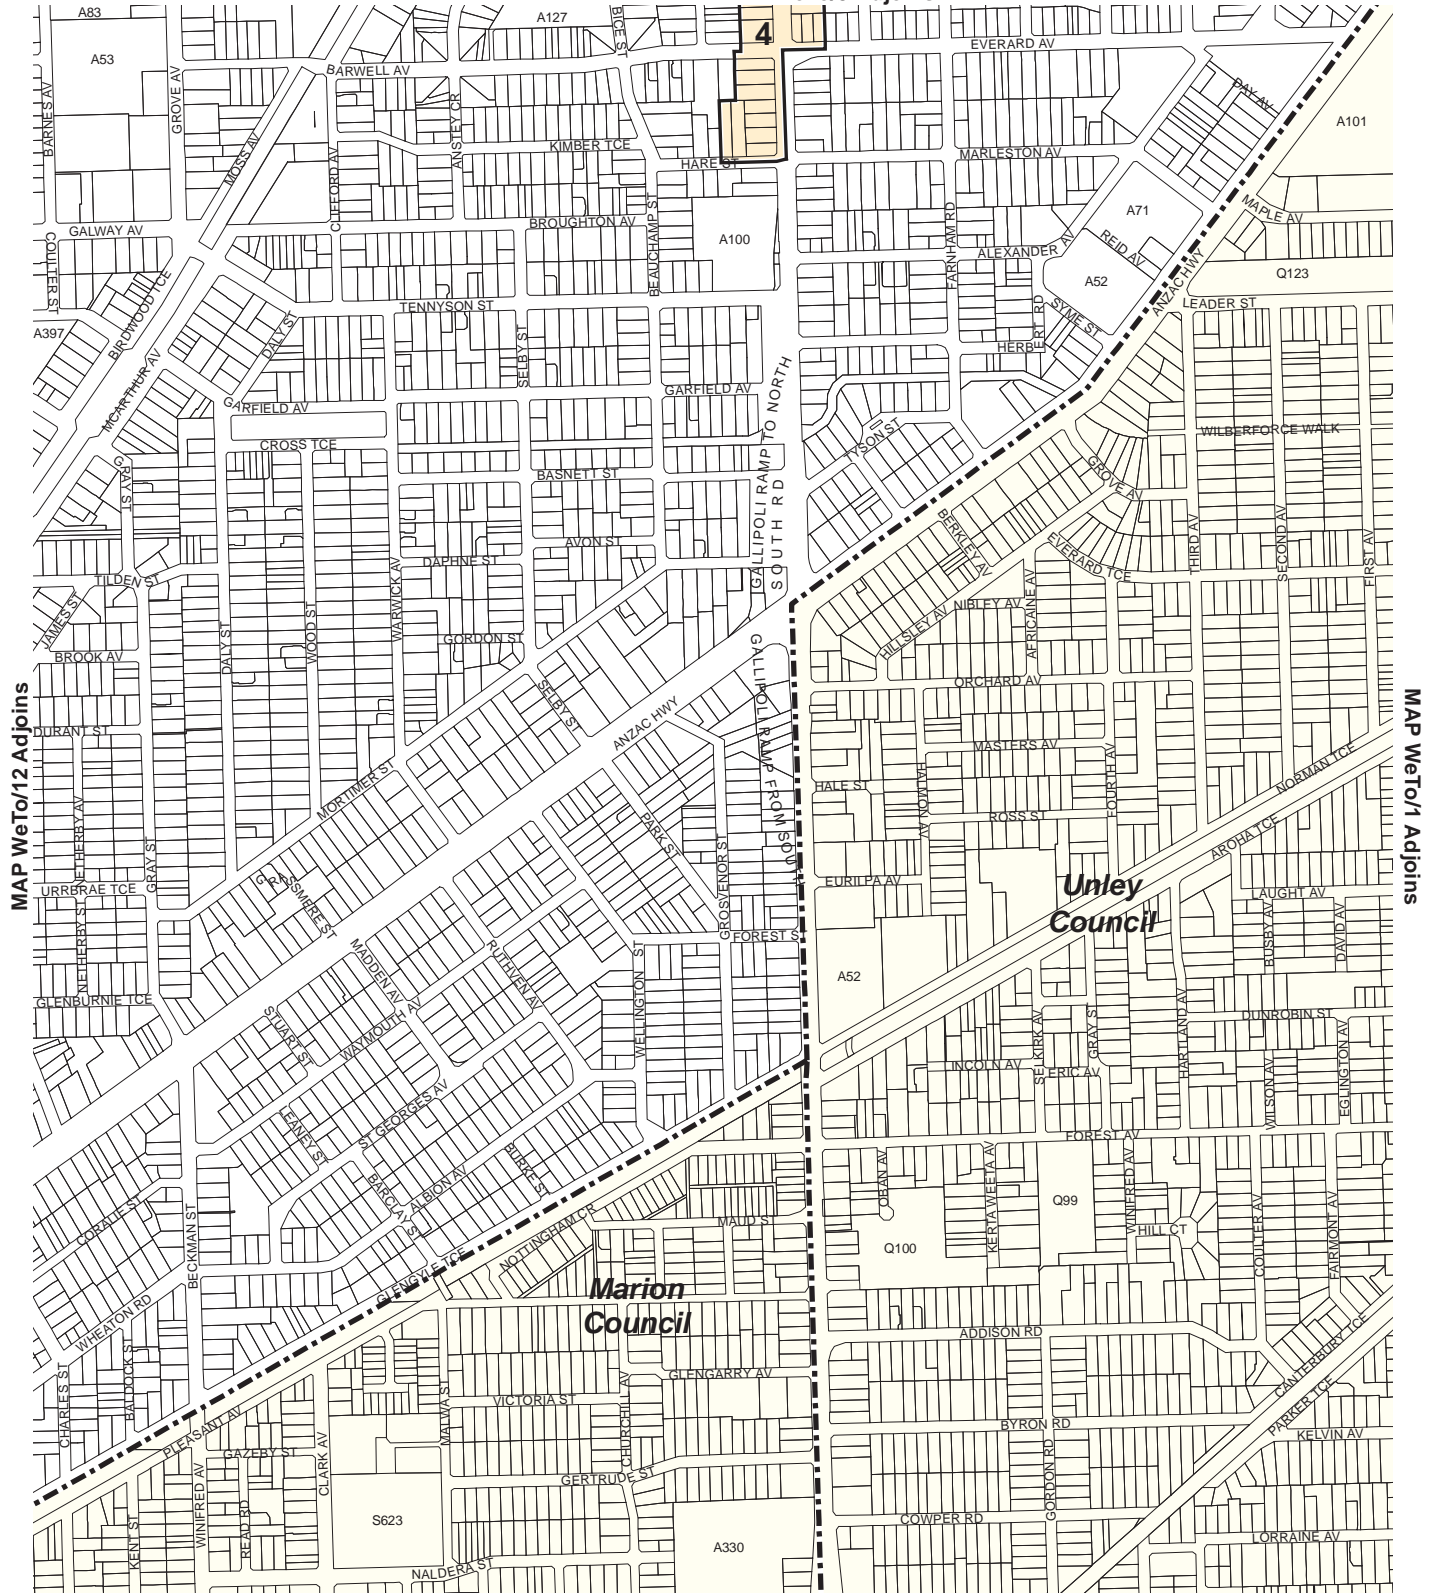 A83
A127
BICE ST
4
EVERARD AV
A53
BARWELL AV
DAY AV
BARNES AV
GROVE AV
A101
MOSS AV
ANSTEY CR
KIMBER TCE
HARE ST
MARLESTON AV
CLIFFORD AV
BROUGHTON AV
BEAUCHAMP ST
A100
FARNHAM RD
A71
MAPLE AV
GALWAY AV
COULTER ST
ALEXANDER AV
REID AV
A52
ANZAC HWY
Q123
BIRDWOOD TCE
TENNYSON ST
LEADER ST
A397
DALY ST
SELBY ST
HERBERT RD
SYME ST
MCARTHUR AV
GARFIELD AV
GARFIELD AV
CROSS TCE
TYSON ST
WILBERFORCE WALK
GRAY ST
BASNETT ST
GALLIPOLI RAMP TO NORTH
SOUTH RD
GROVE AV
BERKLEY AV
AVON ST
DAPHNE ST
EVERARD TCE
THIRD AV
SECOND AV
FIRST AV
TILDEN ST
JAMES ST
WARWICK AV
NIBLEY AV
AFRICAINE AV
HILLSLEY AV
DALY ST
WOOD ST
GORDON ST
BROOK AV
ORCHARD AV
SELBY ST
GALLIPOLI RAMP FROM SOUTH
ANZAC HWY
MAP WeTo/12 Adjoins
MAP WeTo/1 Adjoins
DURANT ST
MASTERS AV
MORTIMER ST
HALE ST
HALMON AV
FOURTH AV
NORMAN TCE
NETHERBY AV
ROSS ST
PARK ST
AROHA TCE
GRAY ST
GROSVENOR ST
URRBRAE TCE
GRASSMERE ST
EURILPA AV
Unley
Council
LAUGHT AV
NETHERBY ST
FOREST S
BUSBY AV
DAVID AV
MADDEN AV
RUTHVEN AV
WELLINGTON ST
A52
GLENBURNIE TCE
STUART ST
WAYMOUTH AV
SELKIRK AV
GRAY ST
HARTLAND AV
DUNROBIN ST
LINCOLN AV
ERIC AV
WILSON AV
EGLINGTON AV
LEANEY ST
ST GEORGES AV
FOREST AV
BURKE ST
BARCLAY ST
ALBION AV
OBAN AV
KERTA WEETA AV
Q99
WINIFRED AV
CORALIE ST
BECKMAN ST
NOTTINGHAM CR
MAUD ST
HILL CT
COULTER AV
FAIRMONT AV
Q100
GLENGYLE TCE
Marion
Council
WHEATON RD
ADDISON RD
CANTERBURY TCE
PARKER TCE
CHARLES ST
BADDOCK ST
GLENGARRY AV
MALWA ST
VICTORIA ST
CHURCHILL AV
PLEASANT AV
BYRON RD
KELVIN AV
GAZEBY ST
CLARK AV
GORDON RD
GERTRUDE ST
WINIFRED AV
READ RD
KENT ST
S623
COWPER RD
A330
LORRAINE AV
NALDERA ST